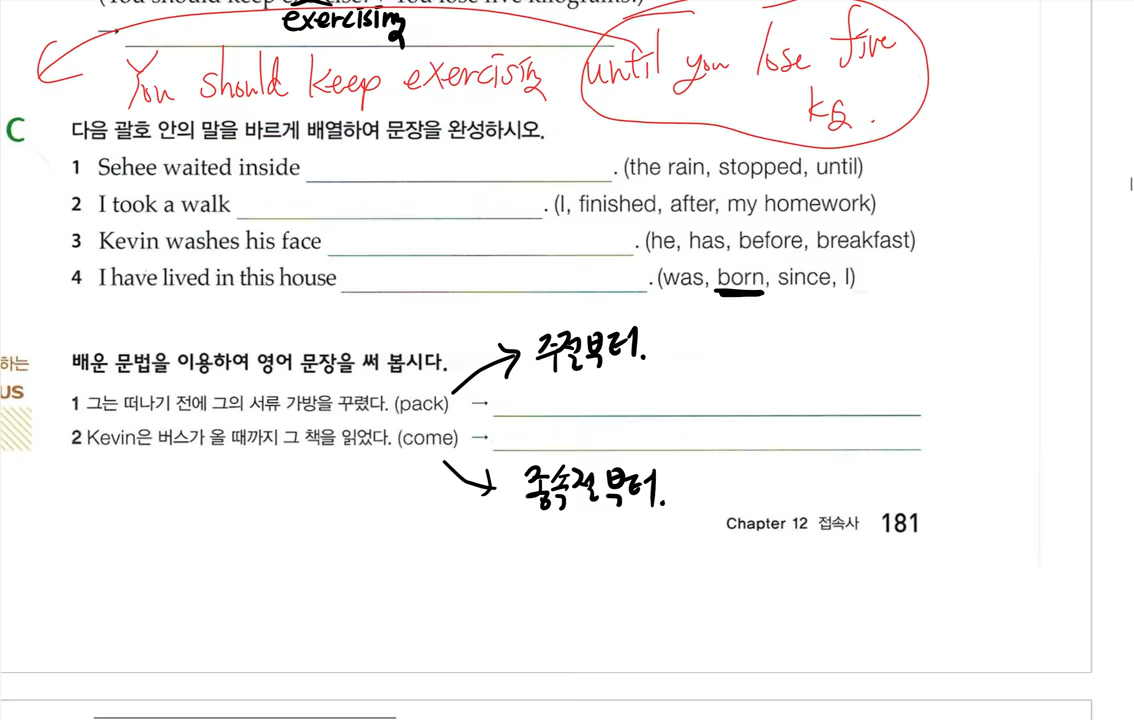 (You should keep exercise. + You lose five kilograms.)
exercising
→
You should keep exercising until you lose five
kg.
C 다음 괄호 안의 말을 바르게 배열하여 문장을 완성하시오.
1 Sehee waited inside . (the rain, stopped, until)
2 I took a walk . (I, finished, after, my homework)
3 Kevin washes his face . (he, has, before, breakfast)
4 I have lived in this house . (was, born, since, I)
주절부터.
하는 배운 문법을 이용하여 영어 문장을 써 봅시다.
US
1 그는 떠나기 전에 그의 서류 가방을 꾸렸다. (pack) →
2 Kevin은 버스가 올 때까지 그 책을 읽었다. (come) →
종속절부터.
Chapter 12 접속사 181